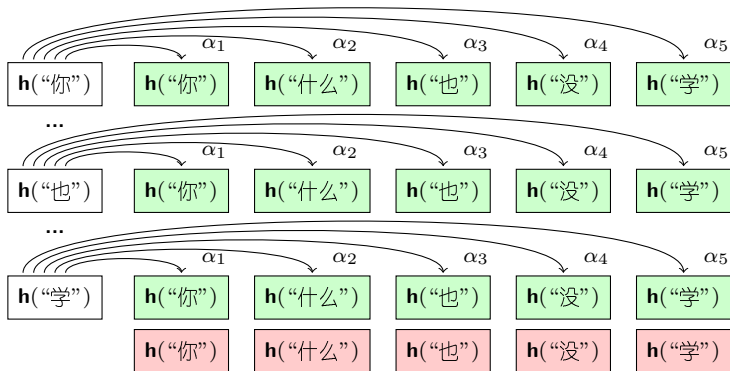 α₁ α₂ α₃ α₄ α₅
h(“你”) h(“你”) h(“什么”) h(“也”) h(“没”) h(“学”)
...
α₁ α₂ α₃ α₄ α₅
h(“也”) h(“你”) h(“什么”) h(“也”) h(“没”) h(“学”)
...
α₁ α₂ α₃ α₄ α₅
h(“学”) h(“你”) h(“什么”) h(“也”) h(“没”) h(“学”)
h(“你”) h(“什么”) h(“也”) h(“没”) h(“学”)